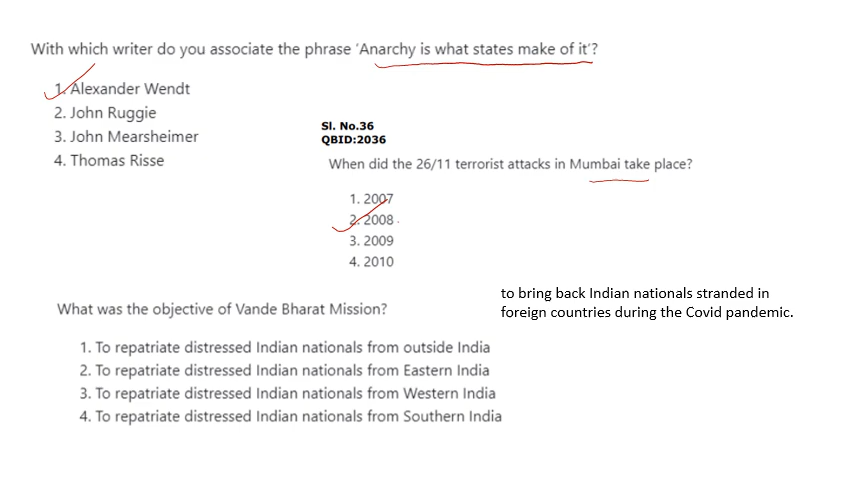 With which writer do you associate the phrase 'Anarchy is what states make of it'?
1. Alexander Wendt
2. John Ruggie
3. John Mearsheimer
4. Thomas Risse
Sl. No.36
QBID:2036
When did the 26/11 terrorist attacks in Mumbai take place?
1. 2007
2. 2008
3. 2009
4. 2010
What was the objective of Vande Bharat Mission?
1. To repatriate distressed Indian nationals from outside India
2. To repatriate distressed Indian nationals from Eastern India
3. To repatriate distressed Indian nationals from Western India
4. To repatriate distressed Indian nationals from Southern India
to bring back Indian nationals stranded in
foreign countries during the Covid pandemic.